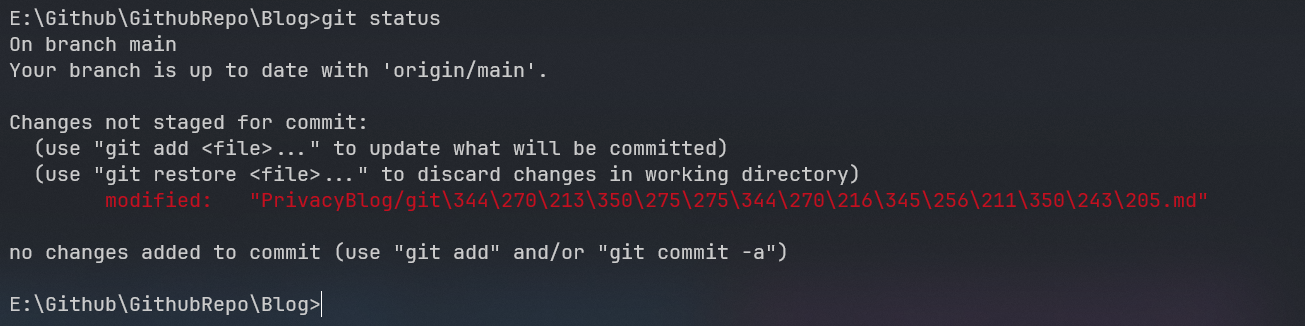 E:\Github\GithubRepo\Blog>git status
On branch main
Your branch is up to date with 'origin/main'.
Changes not staged for commit:
  (use "git add <file>..." to update what will be committed)
  (use "git restore <file>..." to discard changes in working directory)
        modified:   "PrivacyBlog/git\344\270\213\350\275\275\344\270\216\345\256\211\350\243\205.md"
no changes added to commit (use "git add" and/or "git commit -a")
E:\Github\GithubRepo\Blog>